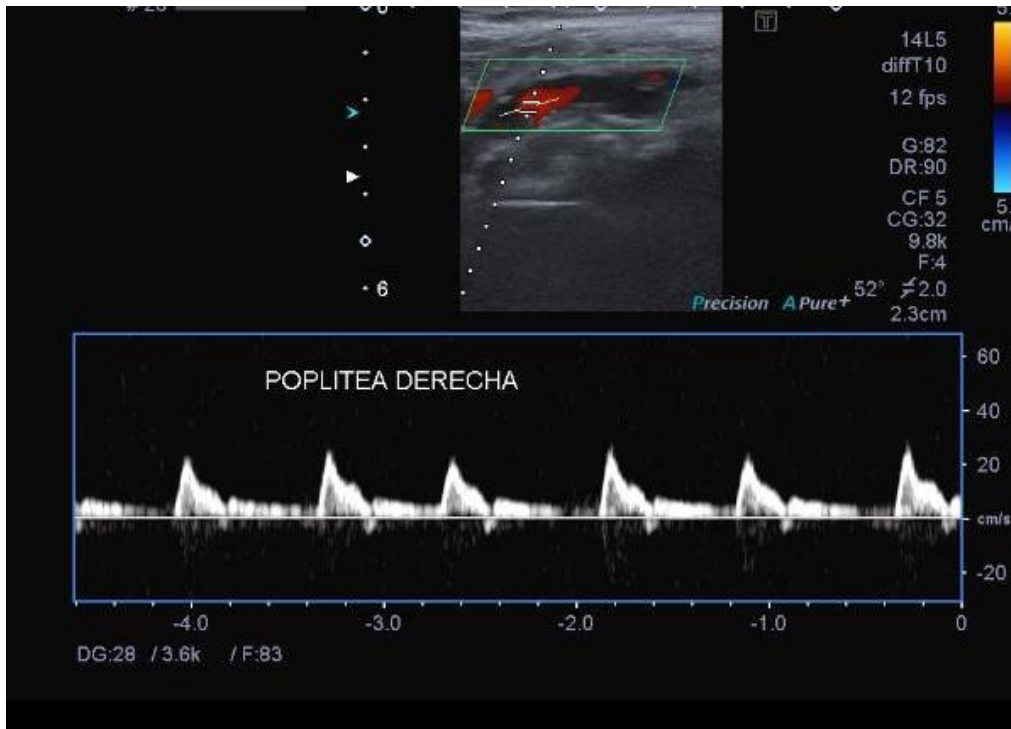 14L5
diffT10
12 fps
G:82
DR:90
CF 5
CG:32
9.8k
F:4
6
52° ≠2.0
Precision A Pure+
2.3cm
POPLITEA DERECHA
60
40
20
cm/s
-20
-4.0 -3.0 -2.0 -1.0 0
DG:28 / 3.6k / F:83